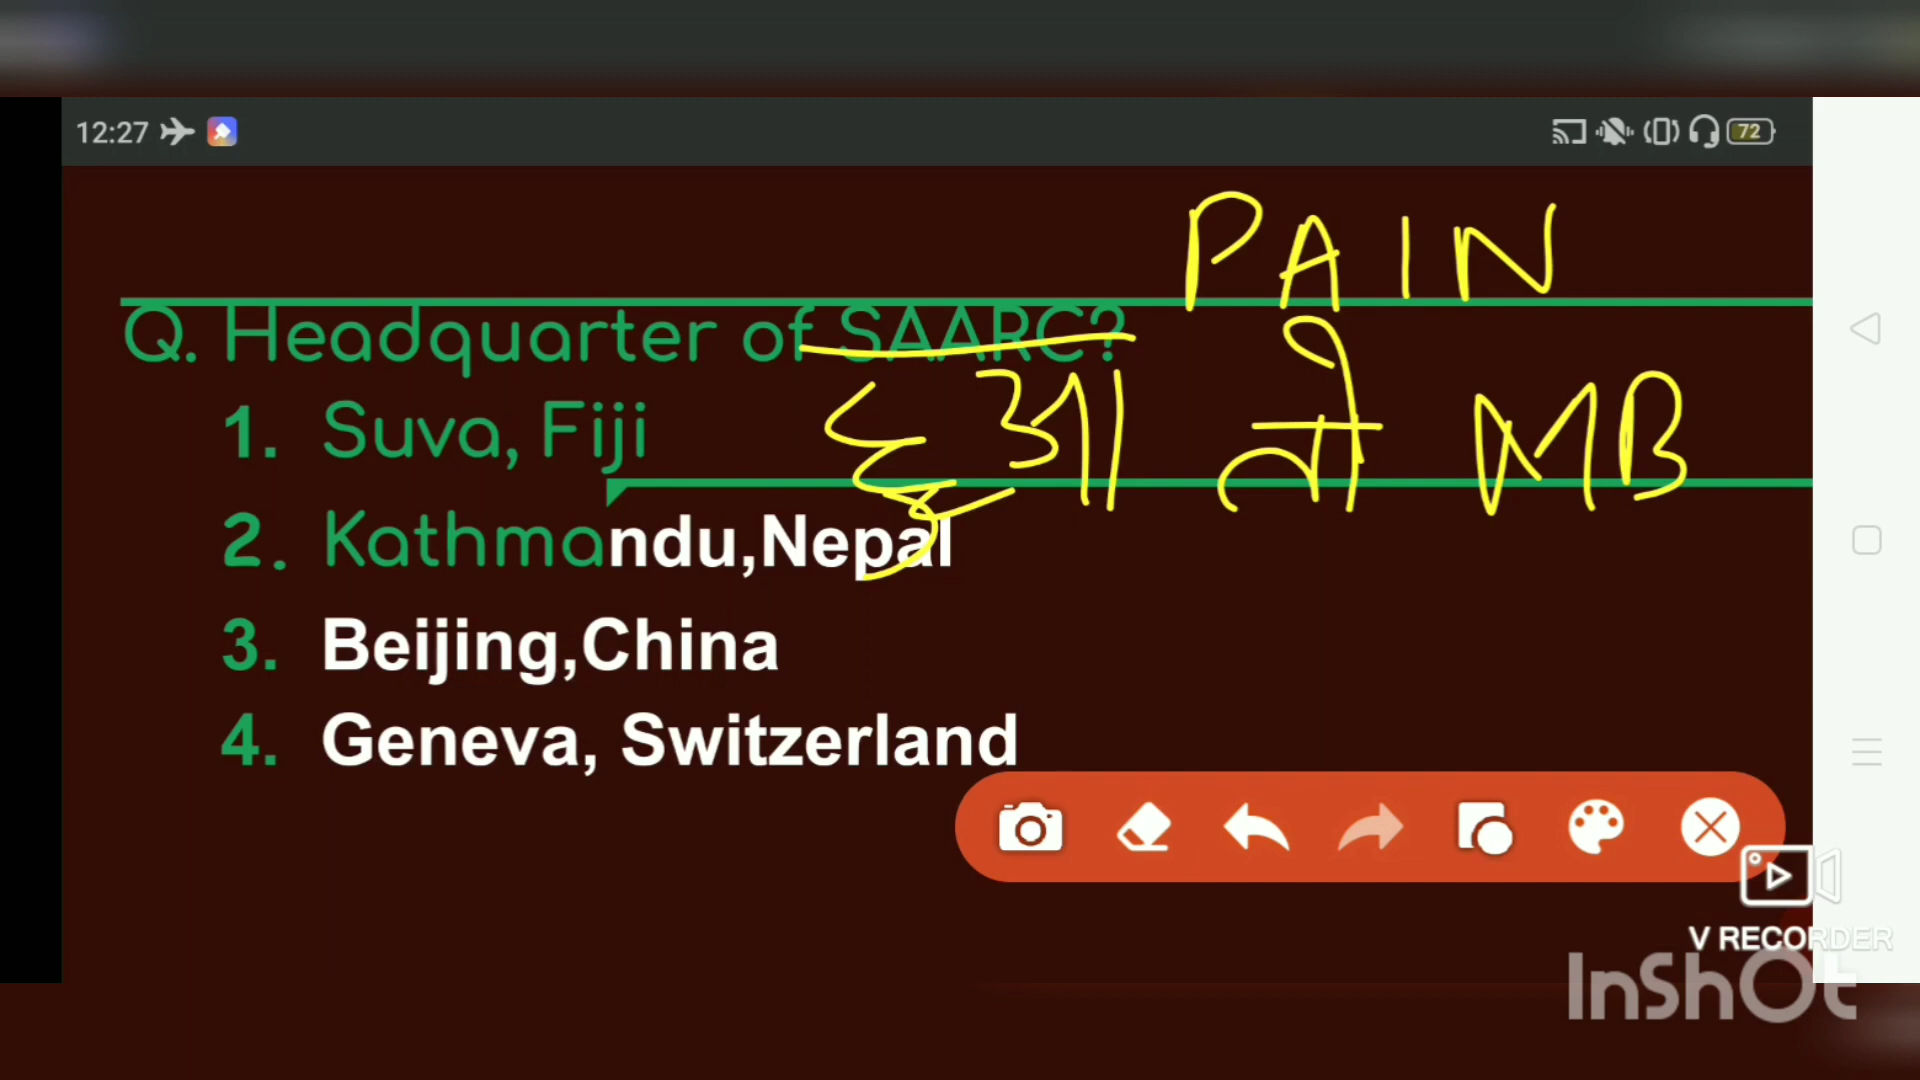 12:27
72
PAIN
Q. Headquarter of SAARC?
1. Suva, Fiji
हुआ तो MB
2. Kathmandu,Nepal
3. Beijing,China
4. Geneva, Switzerland
V RECORDER
InShOt